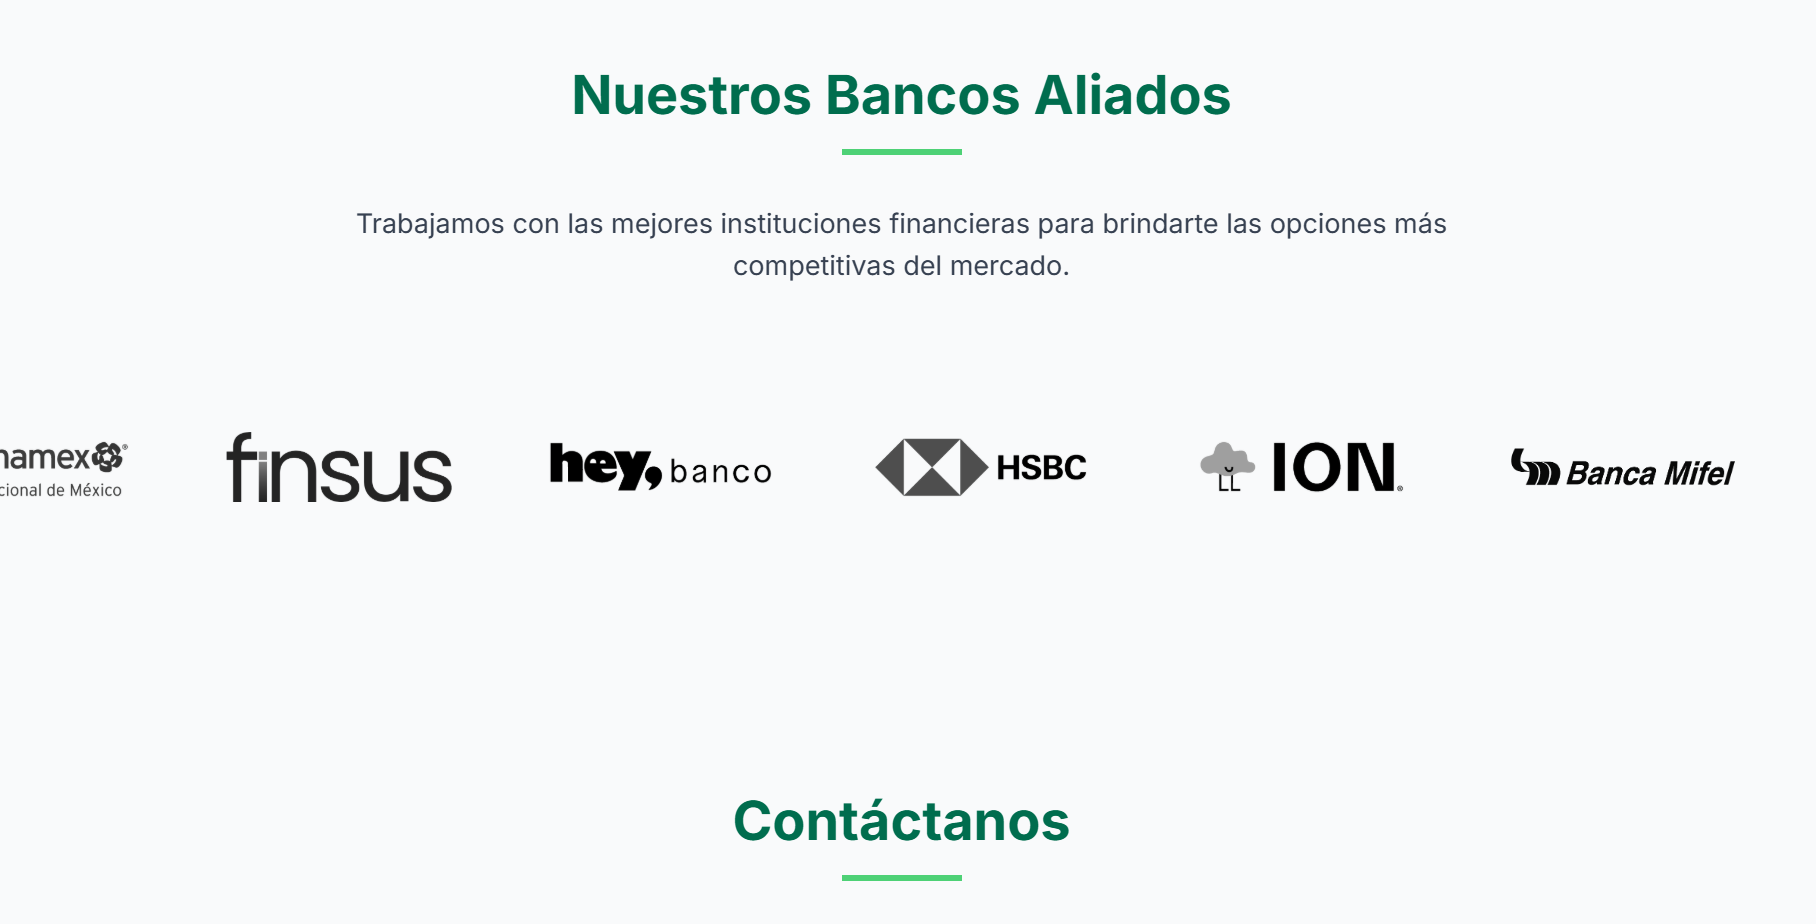 Nuestros Bancos Aliados
Trabajamos con las mejores instituciones financieras para brindarte las opciones más
competitivas del mercado.
namex®
cional de México
finsus
hey, banco
HSBC
ION®
Banca Mifel
Contáctanos